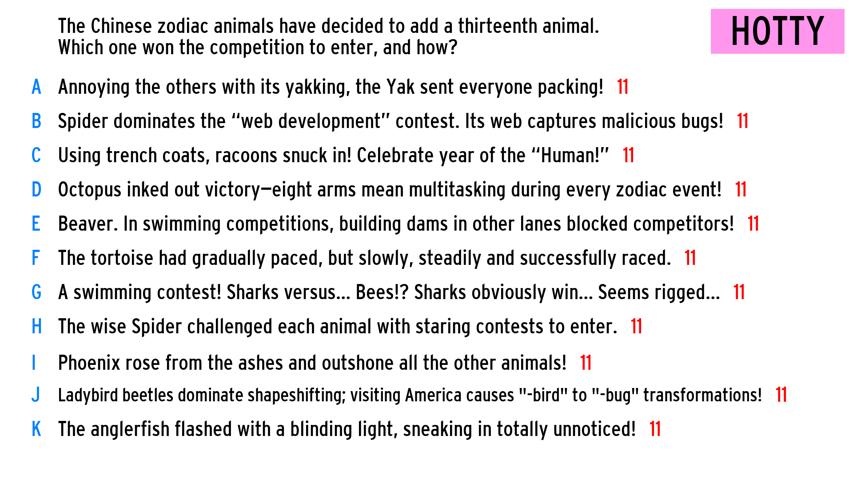 The Chinese zodiac animals have decided to add a thirteenth animal.
Which one won the competition to enter, and how?
HOTTY
A Annoying the others with its yakking, the Yak sent everyone packing! 11
B Spider dominates the “web development” contest. Its web captures malicious bugs! 11
C Using trench coats, racoons snuck in! Celebrate year of the “Human!” 11
D Octopus inked out victory—eight arms mean multitasking during every zodiac event! 11
E Beaver. In swimming competitions, building dams in other lanes blocked competitors! 11
F The tortoise had gradually paced, but slowly, steadily and successfully raced. 11
G A swimming contest! Sharks versus... Bees!? Sharks obviously win... Seems rigged... 11
H The wise Spider challenged each animal with staring contests to enter. 11
I Phoenix rose from the ashes and outshone all the other animals! 11
J Ladybird beetles dominate shapeshifting; visiting America causes "-bird" to "-bug" transformations! 11
K The anglerfish flashed with a blinding light, sneaking in totally unnoticed! 11